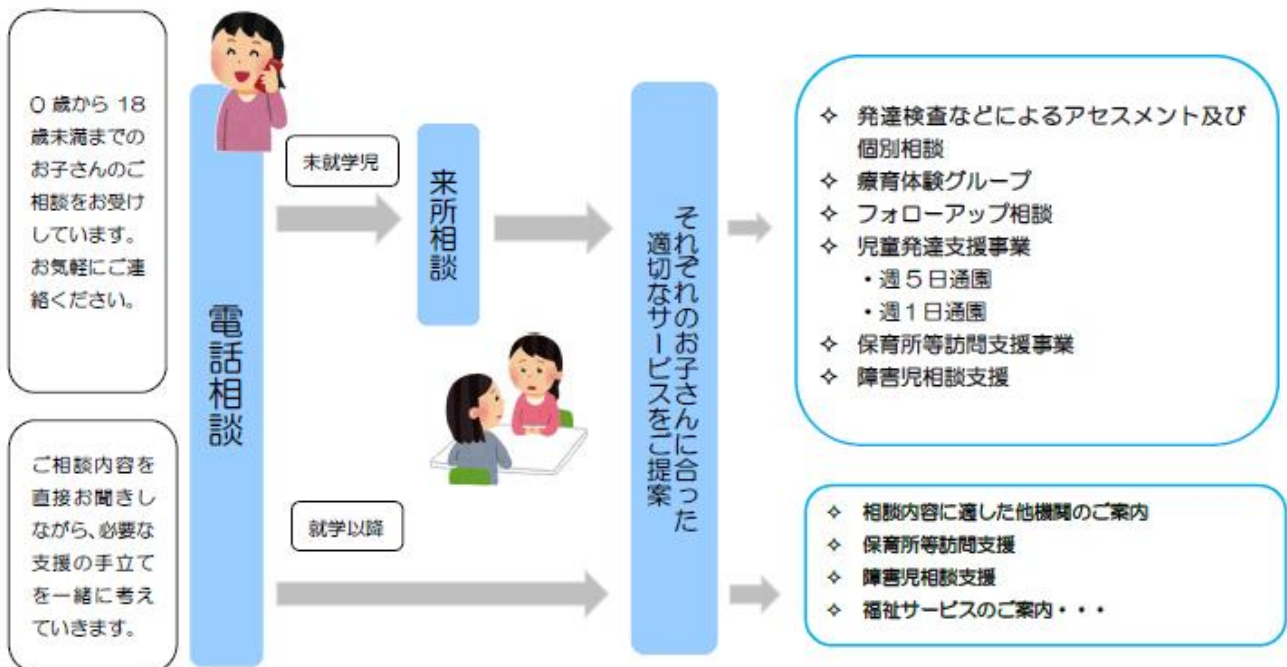 ０歳から 18
歳未満までの
お子さんのご
相談をお受け
しています。
お気軽にご連
絡ください。
ご相談内容を
直接お聞きし
ながら、必要な
支援の手立て
を一緒に考え
ていきます。
電話相談
未就学児
来所相談
就学以降
それぞれのお子さんに合った
適切なサービスをご提案
✧ 発達検査などによるアセスメント及び
個別相談
✧ 療育体験グループ
✧ フォローアップ相談
✧ 児童発達支援事業
・週５日通園
・週１日通園
✧ 保育所等訪問支援事業
✧ 障害児相談支援
✧ 相談内容に適した他機関のご案内
✧ 保育所等訪問支援
✧ 障害児相談支援
✧ 福祉サービスのご案内・・・